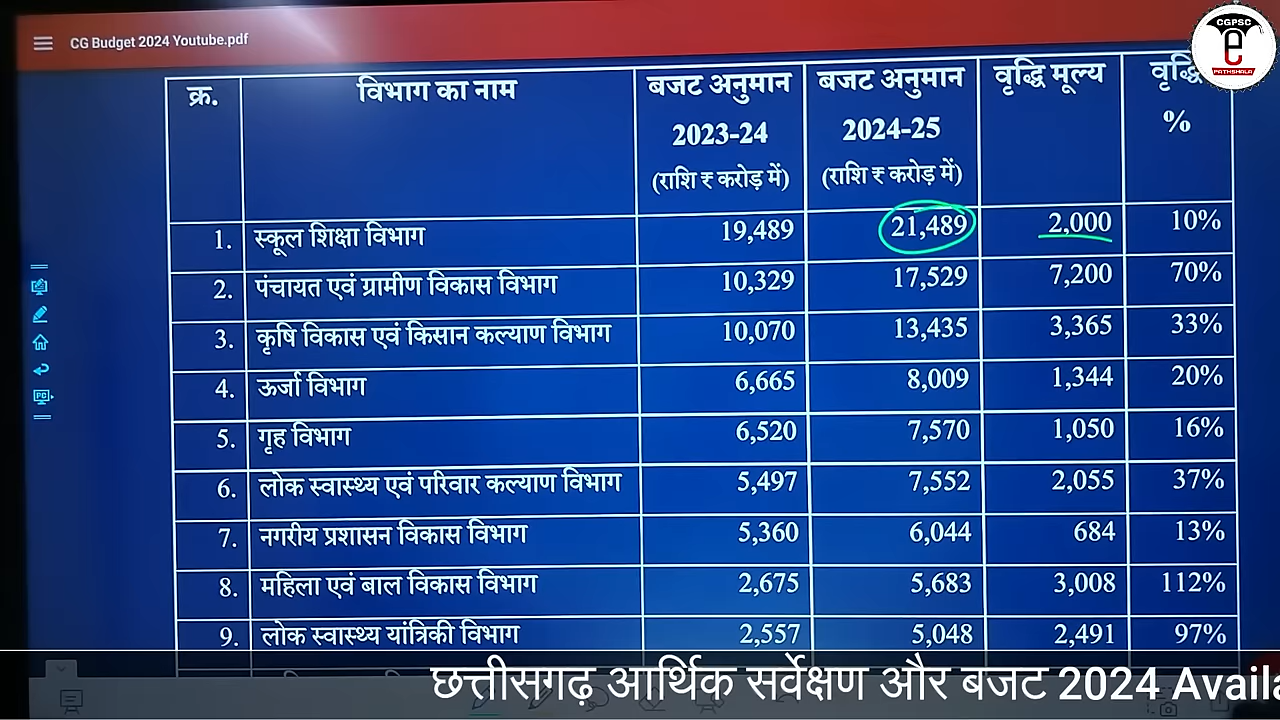 CG Budget 2024 Youtube.pdf
CGPSC
e
PATHSHALA
क्र. विभाग का नाम बजट अनुमान 2023-24 (राशि ₹ करोड़ में) बजट अनुमान 2024-25 (राशि ₹ करोड़ में) वृद्धि मूल्य %
1. स्कूल शिक्षा विभाग 19,489 21,489 2,000 10%
2. पंचायत एवं ग्रामीण विकास विभाग 10,329 17,529 7,200 70%
3. कृषि विकास एवं किसान कल्याण विभाग 10,070 13,435 3,365 33%
4. ऊर्जा विभाग 6,665 8,009 1,344 20%
5. गृह विभाग 6,520 7,570 1,050 16%
6. लोक स्वास्थ्य एवं परिवार कल्याण विभाग 5,497 7,552 2,055 37%
7. नगरीय प्रशासन विकास विभाग 5,360 6,044 684 13%
8. महिला एवं बाल विकास विभाग 2,675 5,683 3,008 112%
9. लोक स्वास्थ्य यांत्रिकी विभाग 2,557 5,048 2,491 97%
छत्तीसगढ़ आर्थिक सर्वेक्षण और बजट 2024